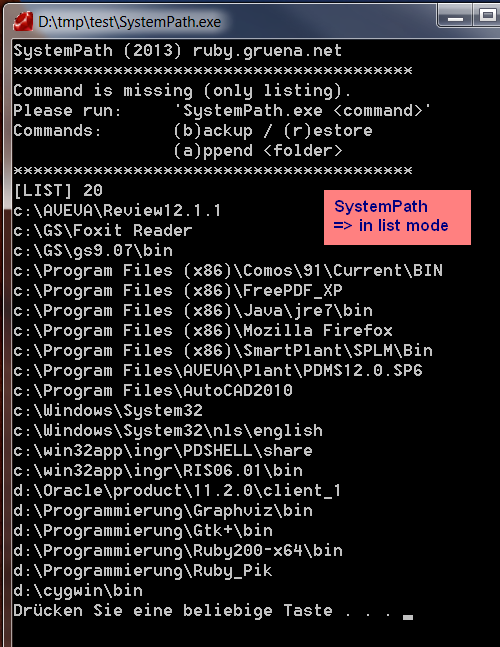 D:\tmp\test\SystemPath.exe
SystemPath (2013) ruby.gruena.net
****************************************
Command is missing (only listing).
Please run:     'SystemPath.exe <command>'
Commands:       (b)ackup / (r)estore
                (a)ppend <folder>
****************************************
[LIST] 20
SystemPath
=> in list mode
c:\AVEVA\Review12.1.1
c:\GS\Foxit Reader
c:\GS\gs9.07\bin
c:\Program Files (x86)\Comos\91\Current\BIN
c:\Program Files (x86)\FreePDF_XP
c:\Program Files (x86)\Java\jre7\bin
c:\Program Files (x86)\Mozilla Firefox
c:\Program Files (x86)\SmartPlant\SPLM\Bin
c:\Program Files\AVEVA\Plant\PDMS12.0.SP6
c:\Program Files\AutoCAD2010
c:\Windows\System32
c:\Windows\System32\nls\english
c:\win32app\ingr\PDSHELL\share
c:\win32app\ingr\RIS06.01\bin
d:\Oracle\product\11.2.0\client_1
d:\Programmierung\Graphviz\bin
d:\Programmierung\Gtk+\bin
d:\Programmierung\Ruby200-x64\bin
d:\Programmierung\Ruby_Pik
d:\cygwin\bin
Drücken Sie eine beliebige Taste . . . _